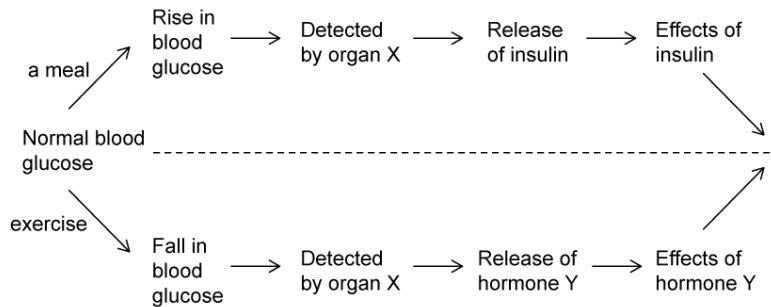 Rise in
blood
glucose
Detected
by organ X
Release
of insulin
Effects of
insulin
a meal
Normal blood
glucose
exercise
Fall in
blood
glucose
Detected
by organ X
Release of
hormone Y
Effects of
hormone Y